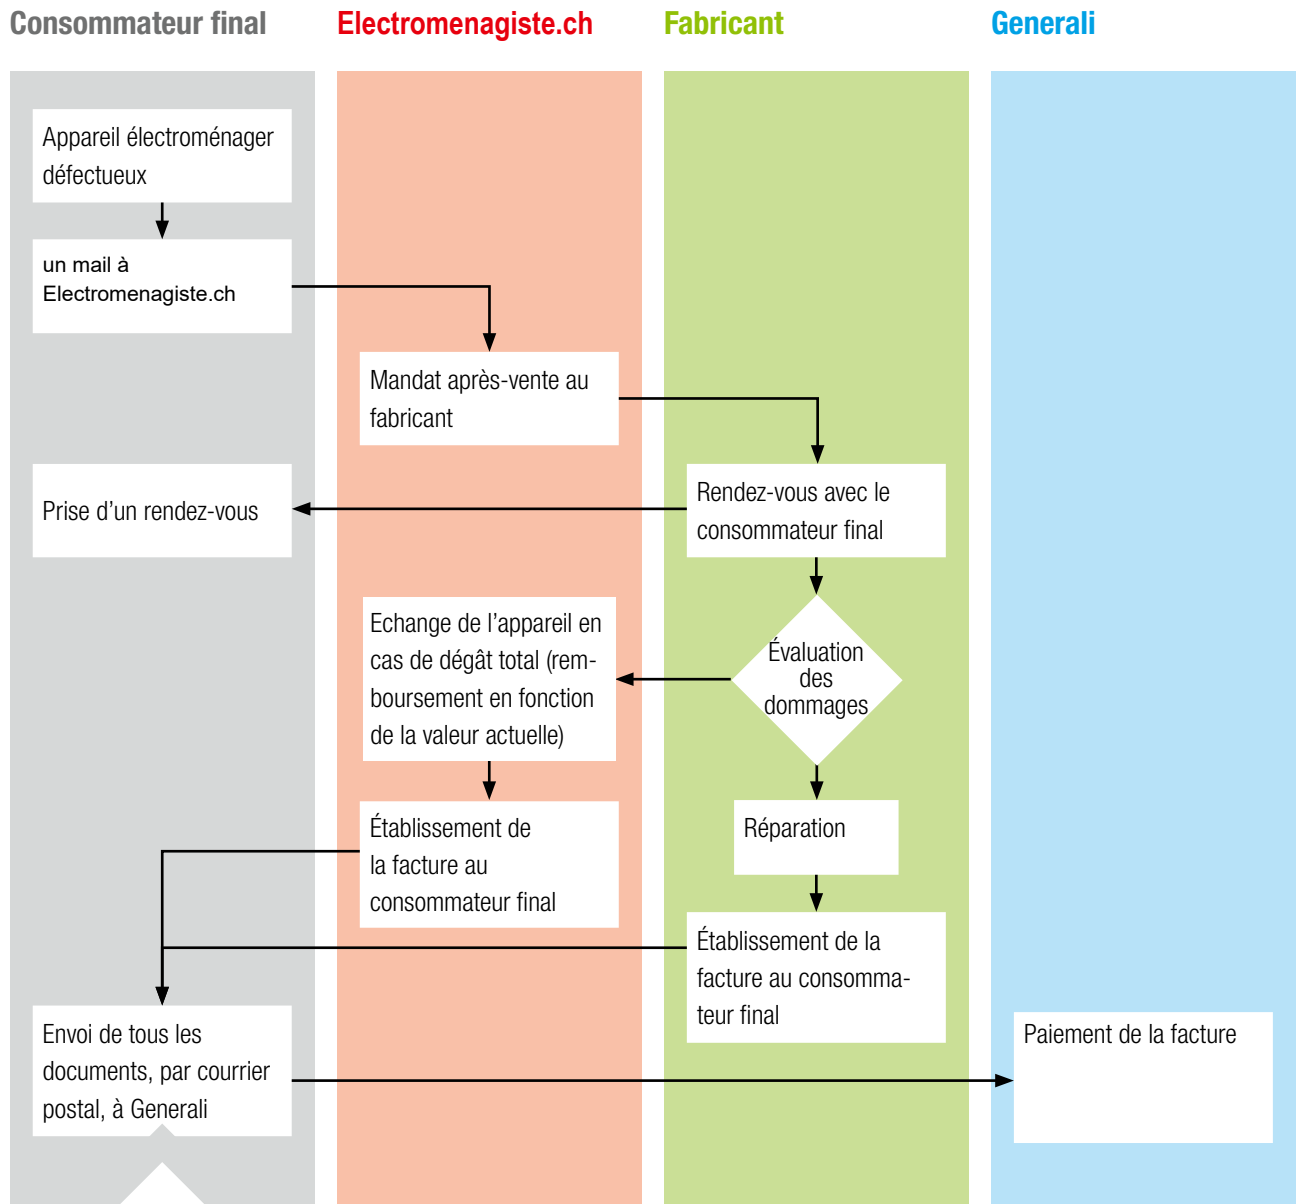 Consommateur final
Electromenagiste.ch
Fabricant
Generali
Appareil électroménager
défectueux
un mail à
Electromenagiste.ch
Mandat après-vente au
fabricant
Prise d’un rendez-vous
Rendez-vous avec le
consommateur final
Echange de l’appareil en
cas de dégât total (rem-
boursement en fonction
de la valeur actuelle)
Évaluation
des
dommages
Établissement de
la facture au
consommateur final
Réparation
Établissement de la
facture au consomma-
teur final
Envoi de tous les
documents, par courrier
postal, à Generali
Paiement de la facture